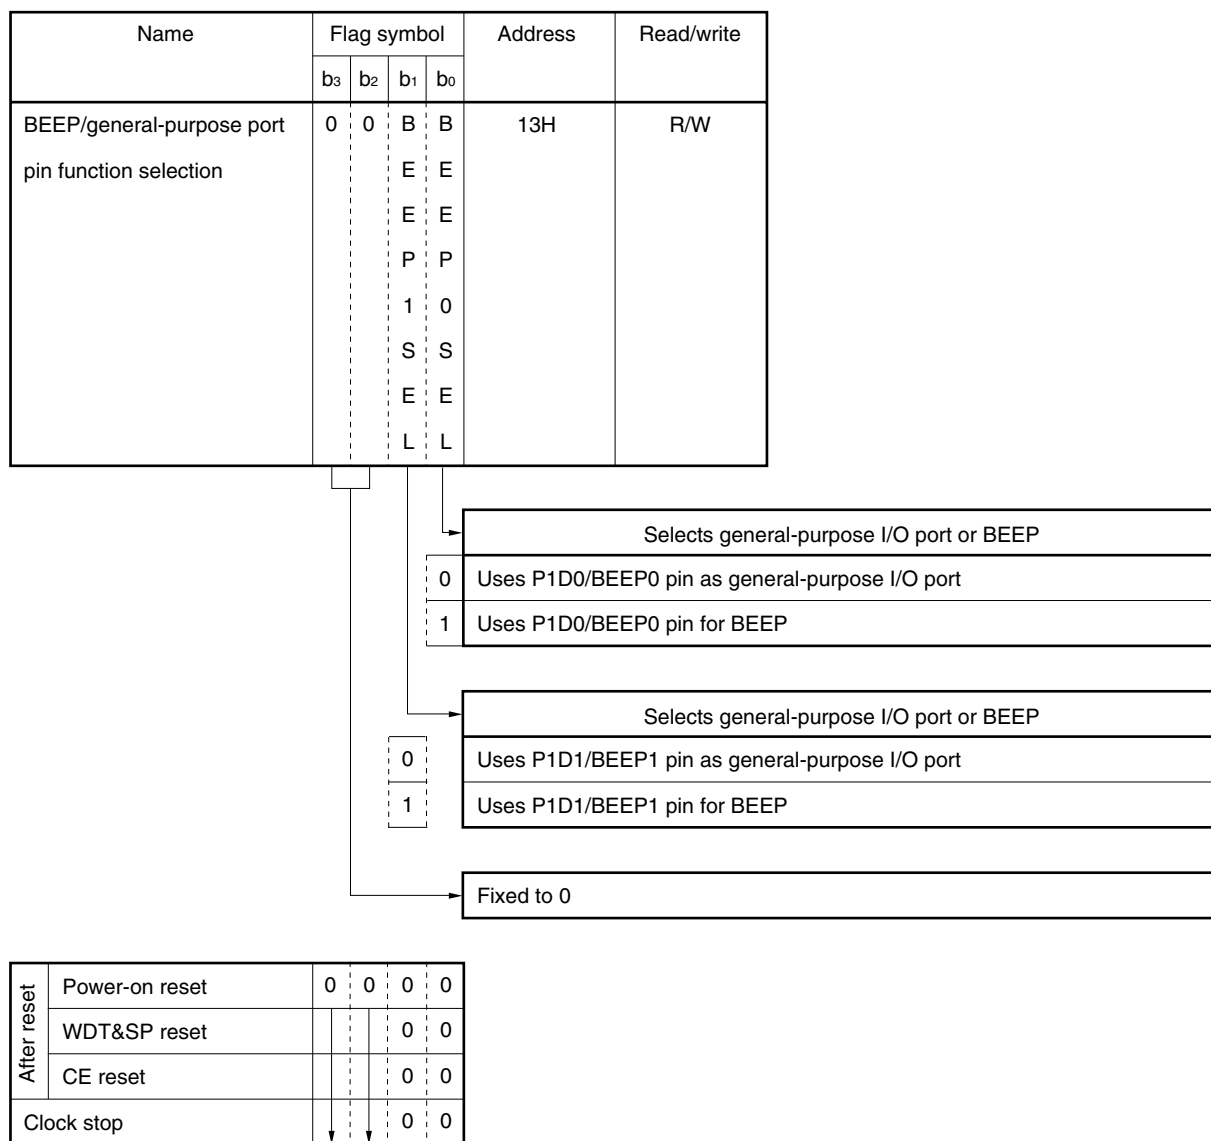 Name Flag symbol Address Read/write
b3 b2 b1 b0
BEEP/general-purpose port 0 0 B B 13H R/W
pin function selection E E
E E
P P
1 0
S S
E E
L L
Selects general-purpose I/O port or BEEP
0 Uses P1D0/BEEP0 pin as general-purpose I/O port
1 Uses P1D0/BEEP0 pin for BEEP
Selects general-purpose I/O port or BEEP
0 Uses P1D1/BEEP1 pin as general-purpose I/O port
1 Uses P1D1/BEEP1 pin for BEEP
Fixed to 0
After reset
Power-on reset 0 0 0 0
WDT&SP reset 0 0
CE reset 0 0
Clock stop 0 0